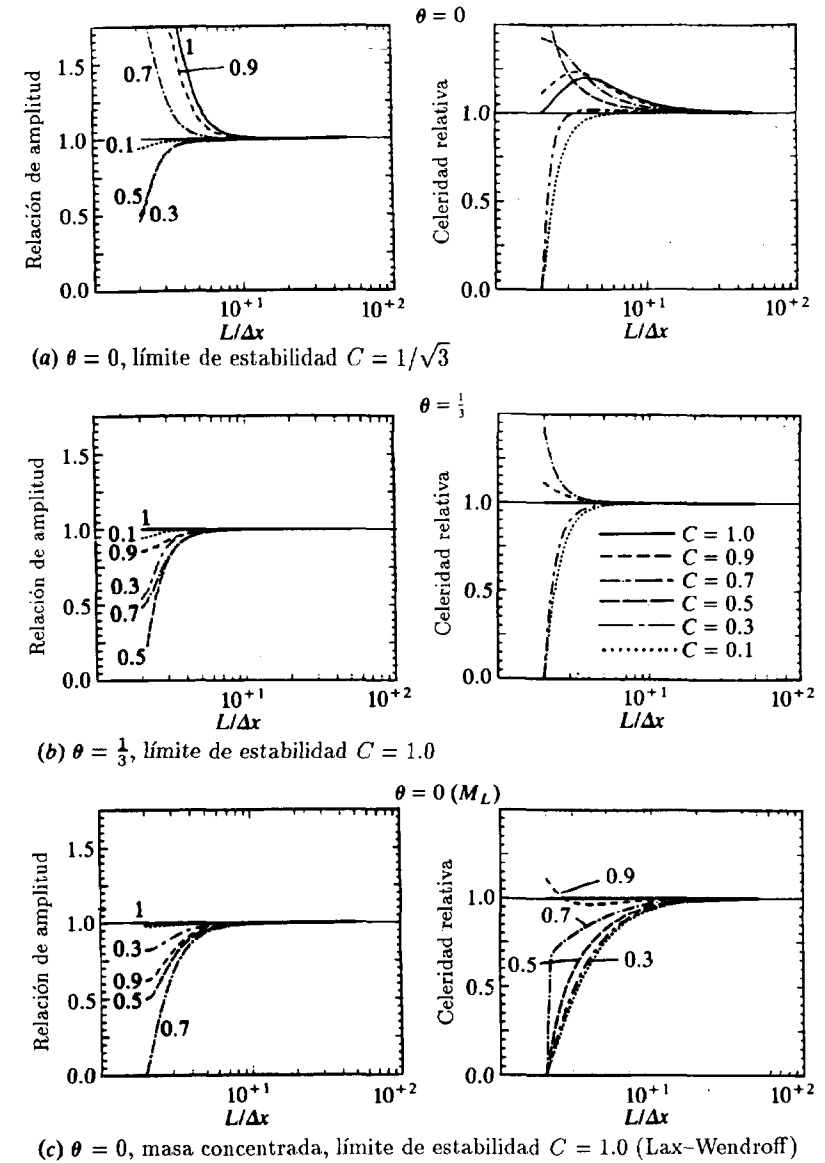 θ = 0
Relación de amplitud
1.5
1.0
0.5
0.0
1
0.7
0.9
0.1
0.5
0.3
10+1
10+2
L/Δx
Celeridad relativa
1.0
0.5
0.0
10+1
10+2
L/Δx
(a) θ = 0, límite de estabilidad C = 1/√3
θ = 1/3
Relación de amplitud
1.5
1.0
0.5
0.0
1
0.1
0.9
0.3
0.7
0.5
10+1
10+2
L/Δx
Celeridad relativa
1.0
0.5
0.0
C = 1.0
C = 0.9
C = 0.7
C = 0.5
C = 0.3
C = 0.1
10+1
10+2
L/Δx
(b) θ = 1/3, límite de estabilidad C = 1.0
θ = 0 (M_L)
Relación de amplitud
1.5
1.0
0.5
0.0
1
0.3
0.9
0.5
0.7
10+1
10+2
L/Δx
Celeridad relativa
1.0
0.5
0.0
0.9
0.7
0.5
0.3
10+1
10+2
L/Δx
(c) θ = 0, masa concentrada, límite de estabilidad C = 1.0 (Lax–Wendroff)